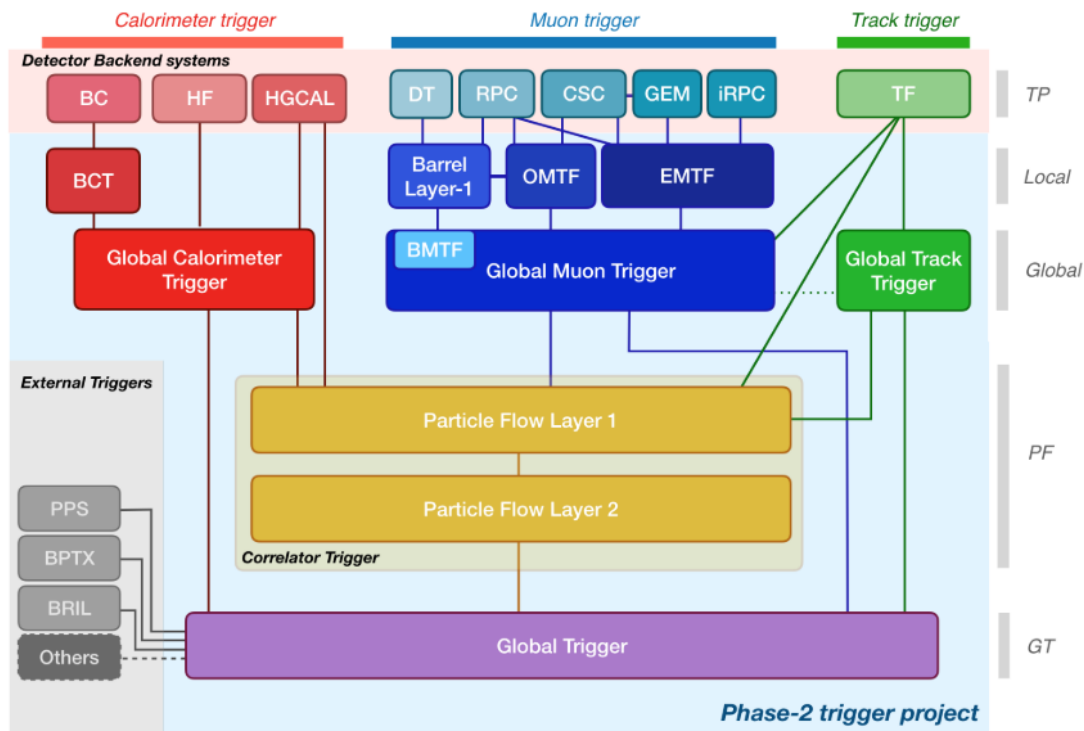 Calorimeter trigger
Muon trigger
Track trigger
Detector Backend systems
BC
HF
HGCAL
DT
RPC
CSC
GEM
iRPC
TF
TP
BCT
Barrel
Layer-1
OMTF
EMTF
Local
Global Calorimeter
Trigger
BMTF
Global Muon Trigger
Global Track
Trigger
Global
External Triggers
Particle Flow Layer 1
PF
Particle Flow Layer 2
Correlator Trigger
PPS
BPTX
BRIL
Others
Global Trigger
GT
Phase-2 trigger project